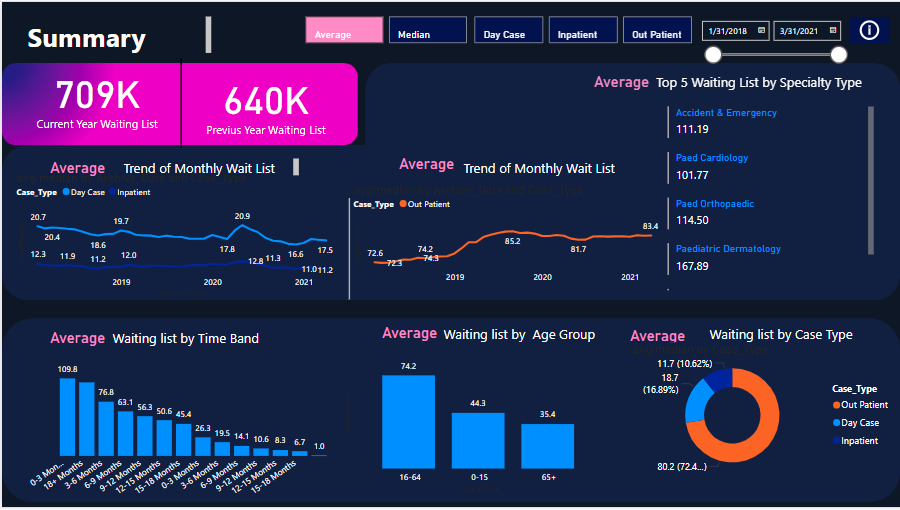 Summary
Average
Median
Day Case
Inpatient
Out Patient
1/31/2018
3/31/2021
709K
Current Year Waiting List
640K
Previus Year Waiting List
Average Top 5 Waiting List by Specialty Type
Accident & Emergency
111.19
Paed Cardiology
101.77
Paed Orthopaedic
114.50
Paediatric Dermatology
167.89
Average Trend of Monthly Wait List
Case_Type Day Case Inpatient
20.7
20.4
18.6
19.7
17.8
20.9
16.6
17.5
12.3
11.9
11.2
12.0
12.8
11.3
11.0
11.2
2019 2020 2021
Average Trend of Monthly Wait List
Case_Type Out Patient
72.6
72.3
74.2
74.3
85.2
81.7
83.4
2019 2020 2021
Average Waiting list by Time Band
109.8
76.8
63.1
56.3
50.6
45.4
26.3
19.5
14.1
10.6
8.3
6.7
1.0
0-3 Mon...
18+ Months
3-6 Months
6-9 Months
9-12 Months
12-15 Months
15-18 Months
0-3 Months
3-6 Months
6-9 Months
9-12 Months
12-15 Months
15-18 Months
Average Waiting list by Age Group
74.2
44.3
35.4
16-64 0-15 65+
Average Waiting list by Case Type
11.7 (10.62%)
18.7
(16.89%)
80.2 (72.4...)
Case_Type
Out Patient
Day Case
Inpatient